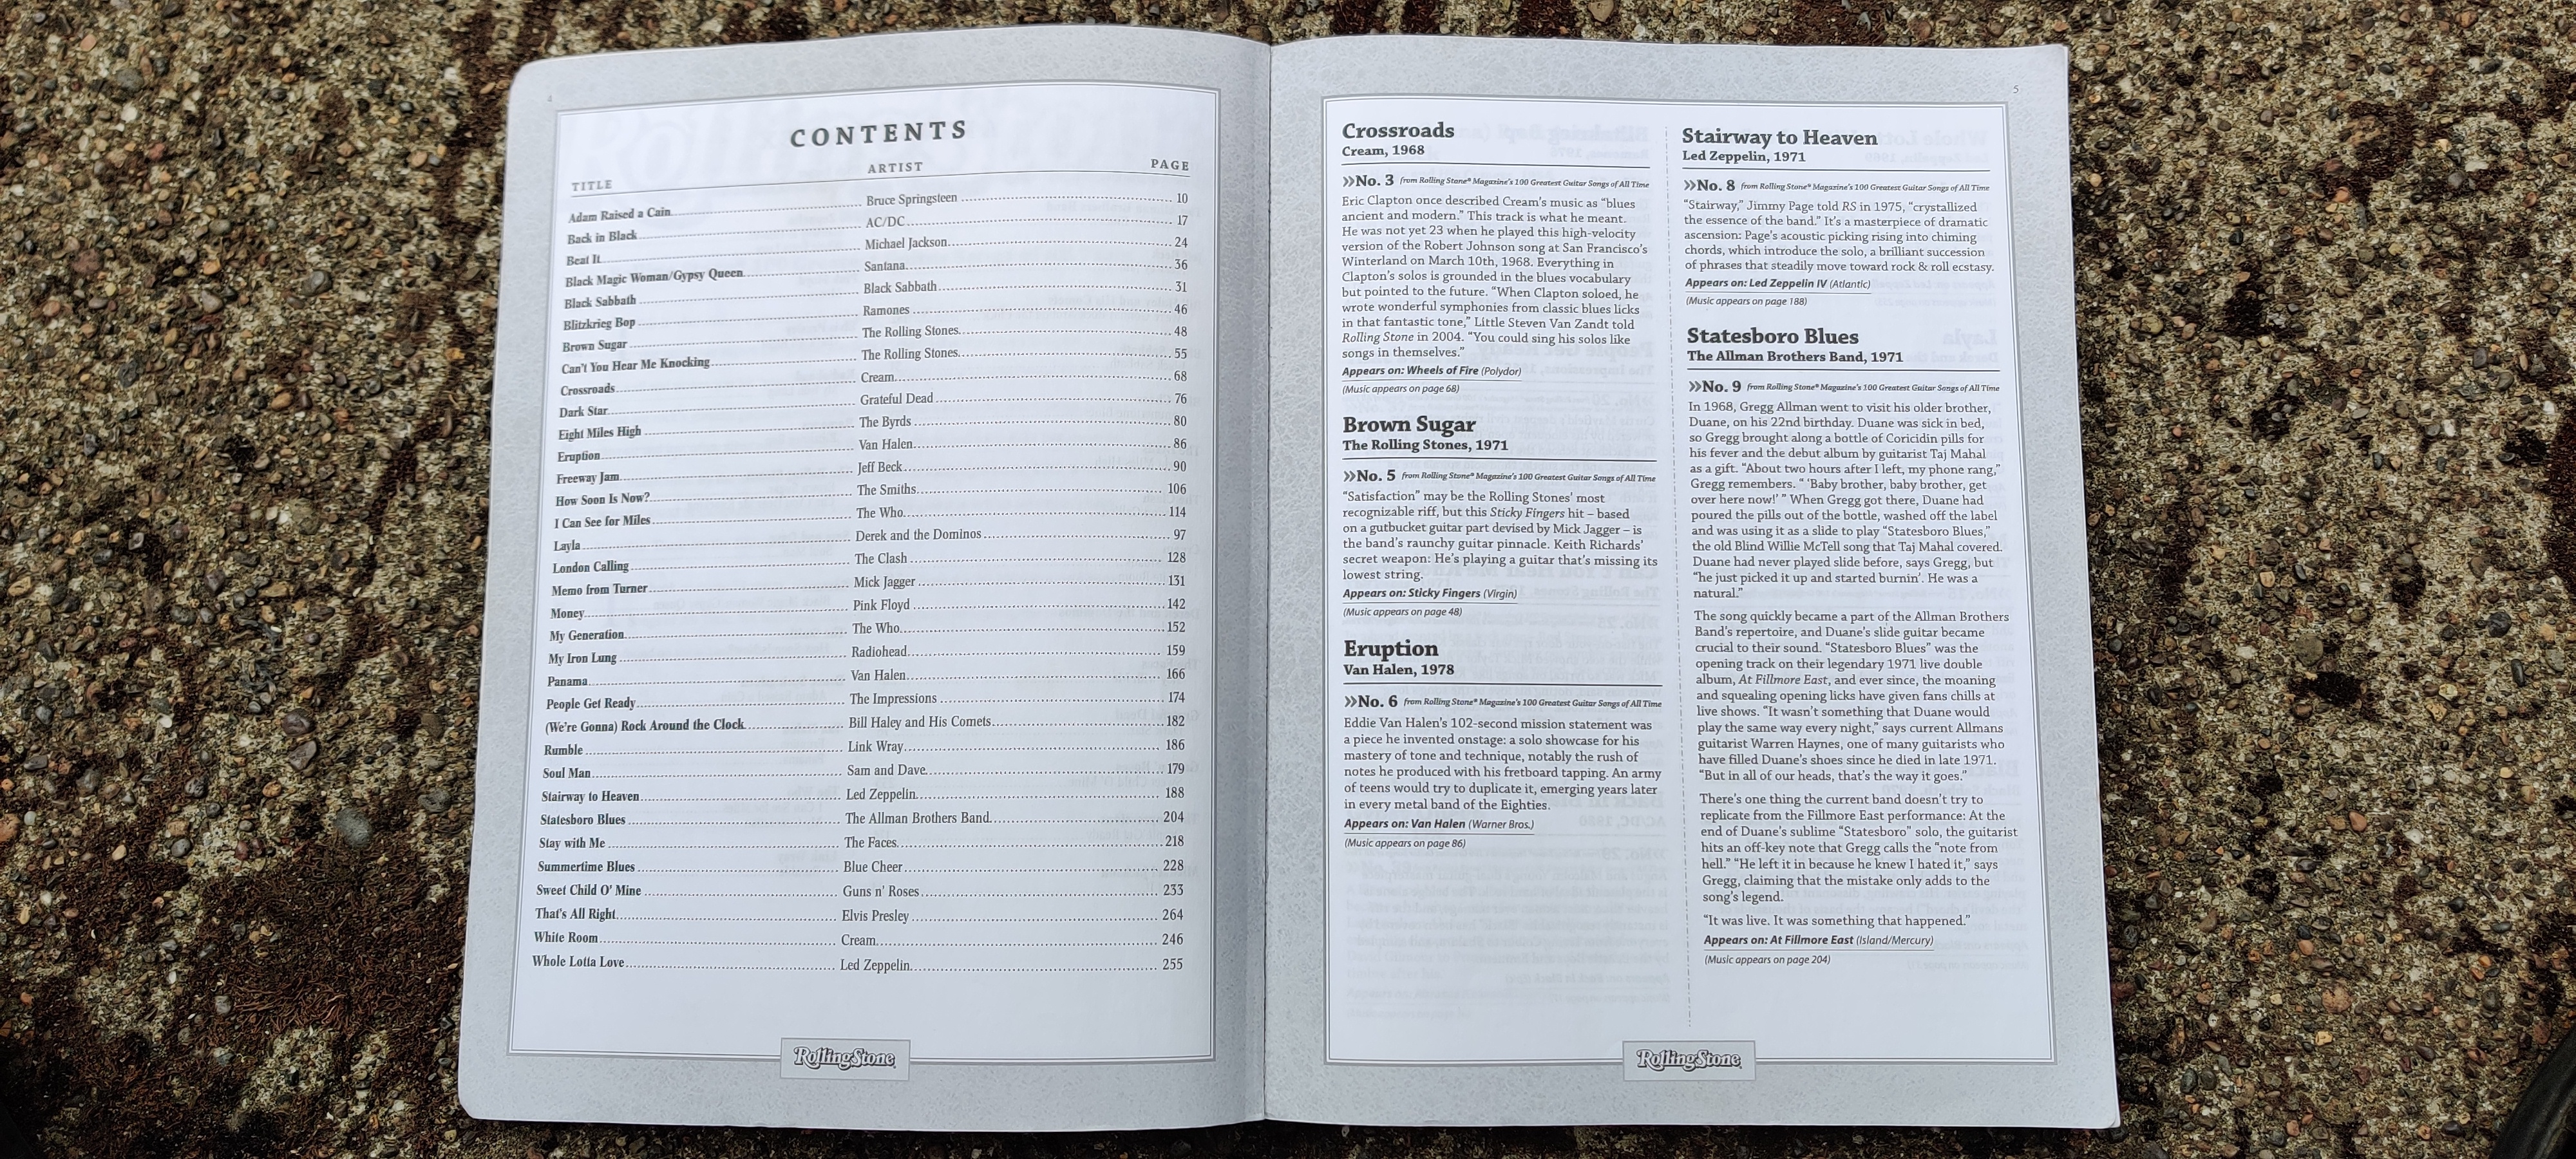 4
CONTENTS
TITLE ARTIST PAGE
Adam Raised a Cain Bruce Springsteen 10
Back in Black AC/DC 17
Beat It Michael Jackson 24
Black Magic Woman/Gypsy Queen Santana 36
Black Sabbath Black Sabbath 31
Blitzkrieg Bop Ramones 46
Brown Sugar The Rolling Stones 48
Can't You Hear Me Knocking The Rolling Stones 55
Crossroads Cream 68
Dark Star Grateful Dead 76
Eight Miles High The Byrds 80
Eruption Van Halen 86
Freeway Jam Jeff Beck 90
How Soon Is Now? The Smiths 106
I Can See for Miles The Who 114
Layla Derek and the Dominos 97
London Calling The Clash 128
Memo from Turner Mick Jagger 131
Money Pink Floyd 142
My Generation The Who 152
My Iron Lung Radiohead 159
Panama Van Halen 166
People Get Ready The Impressions 174
(We're Gonna) Rock Around the Clock Bill Haley and His Comets 182
Rumble Link Wray 186
Soul Man Sam and Dave 179
Stairway to Heaven Led Zeppelin 188
Statesboro Blues The Allman Brothers Band 204
Stay with Me The Faces 218
Summertime Blues Blue Cheer 228
Sweet Child O' Mine Guns n' Roses 233
That's All Right Elvis Presley 264
White Room Cream 246
Whole Lotta Love Led Zeppelin 255
RollingStone
5
Crossroads
Cream, 1968
»No. 3 from Rolling Stone® Magazine's 100 Greatest Guitar Songs of All Time
Eric Clapton once described Cream's music as "blues
ancient and modern." This track is what he meant.
He was not yet 23 when he played this high-velocity
version of the Robert Johnson song at San Francisco's
Winterland on March 10th, 1968. Everything in
Clapton's solos is grounded in the blues vocabulary
but pointed to the future. "When Clapton soloed, he
wrote wonderful symphonies from classic blues licks
in that fantastic tone," Little Steven Van Zandt told
Rolling Stone in 2004. "You could sing his solos like
songs in themselves."
Appears on: Wheels of Fire (Polydor)
(Music appears on page 68)
Brown Sugar
The Rolling Stones, 1971
»No. 5 from Rolling Stone® Magazine's 100 Greatest Guitar Songs of All Time
"Satisfaction" may be the Rolling Stones' most
recognizable riff, but this Sticky Fingers hit – based
on a gutbucket guitar part devised by Mick Jagger – is
the band's raunchy guitar pinnacle. Keith Richards'
secret weapon: He's playing a guitar that's missing its
lowest string.
Appears on: Sticky Fingers (Virgin)
(Music appears on page 48)
Eruption
Van Halen, 1978
»No. 6 from Rolling Stone® Magazine's 100 Greatest Guitar Songs of All Time
Eddie Van Halen's 102-second mission statement was
a piece he invented onstage: a solo showcase for his
mastery of tone and technique, notably the rush of
notes he produced with his fretboard tapping. An army
of teens would try to duplicate it, emerging years later
in every metal band of the Eighties.
Appears on: Van Halen (Warner Bros.)
(Music appears on page 86)
Stairway to Heaven
Led Zeppelin, 1971
»No. 8 from Rolling Stone® Magazine's 100 Greatest Guitar Songs of All Time
"Stairway," Jimmy Page told RS in 1975, "crystallized
the essence of the band." It's a masterpiece of dramatic
ascension: Page's acoustic picking rising into chiming
chords, which introduce the solo, a brilliant succession
of phrases that steadily move toward rock & roll ecstasy.
Appears on: Led Zeppelin IV (Atlantic)
(Music appears on page 188)
Statesboro Blues
The Allman Brothers Band, 1971
»No. 9 from Rolling Stone® Magazine's 100 Greatest Guitar Songs of All Time
In 1968, Gregg Allman went to visit his older brother,
Duane, on his 22nd birthday. Duane was sick in bed,
so Gregg brought along a bottle of Coricidin pills for
his fever and the debut album by guitarist Taj Mahal
as a gift. "About two hours after I left, my phone rang,"
Gregg remembers. " 'Baby brother, baby brother, get
over here now!' " When Gregg got there, Duane had
poured the pills out of the bottle, washed off the label
and was using it as a slide to play "Statesboro Blues,"
the old Blind Willie McTell song that Taj Mahal covered.
Duane had never played slide before, says Gregg, but
"he just picked it up and started burnin'. He was a
natural."
The song quickly became a part of the Allman Brothers
Band's repertoire, and Duane's slide guitar became
crucial to their sound. "Statesboro Blues" was the
opening track on their legendary 1971 live double
album, At Fillmore East, and ever since, the moaning
and squealing opening licks have given fans chills at
live shows. "It wasn't something that Duane would
play the same way every night," says current Allmans
guitarist Warren Haynes, one of many guitarists who
have filled Duane's shoes since he died in late 1971.
"But in all of our heads, that's the way it goes."
There's one thing the current band doesn't try to
replicate from the Fillmore East performance: At the
end of Duane's sublime "Statesboro" solo, the guitarist
hits an off-key note that Gregg calls the "note from
hell." "He left it in because he knew I hated it," says
Gregg, claiming that the mistake only adds to the
song's legend.
"It was live. It was something that happened."
Appears on: At Fillmore East (Island/Mercury)
(Music appears on page 204)
RollingStone